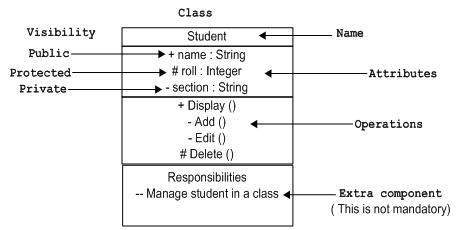 Class
Visibility
Student
Name
Public
+ name : String
Protected
# roll : Integer
Attributes
Private
- section : String
+ Display ()
- Add ()
Operations
- Edit ()
# Delete ()
Responsibilities
-- Manage student in a class
Extra component
( This is not mandatory)